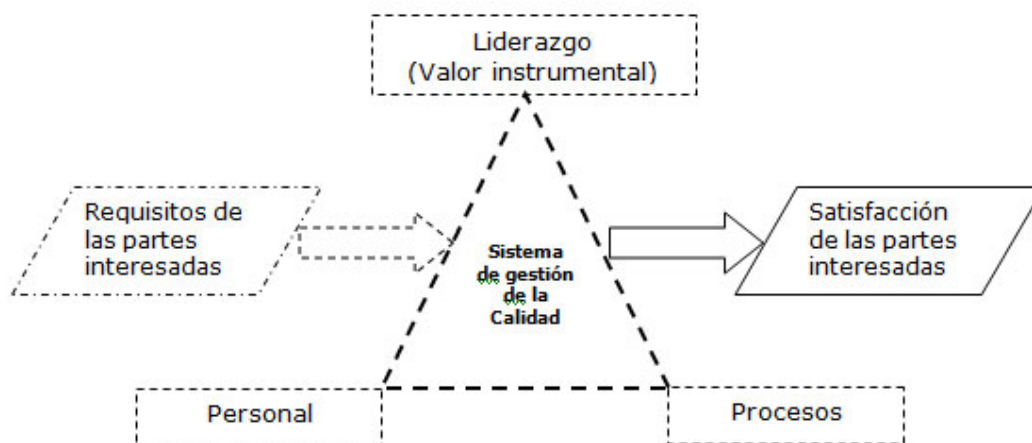 Liderazgo
(Valor instrumental)
Requisitos de
las partes
interesadas
Sistema
de gestión
de la
Calidad
Satisfacción
de las partes
interesadas
Personal
Procesos